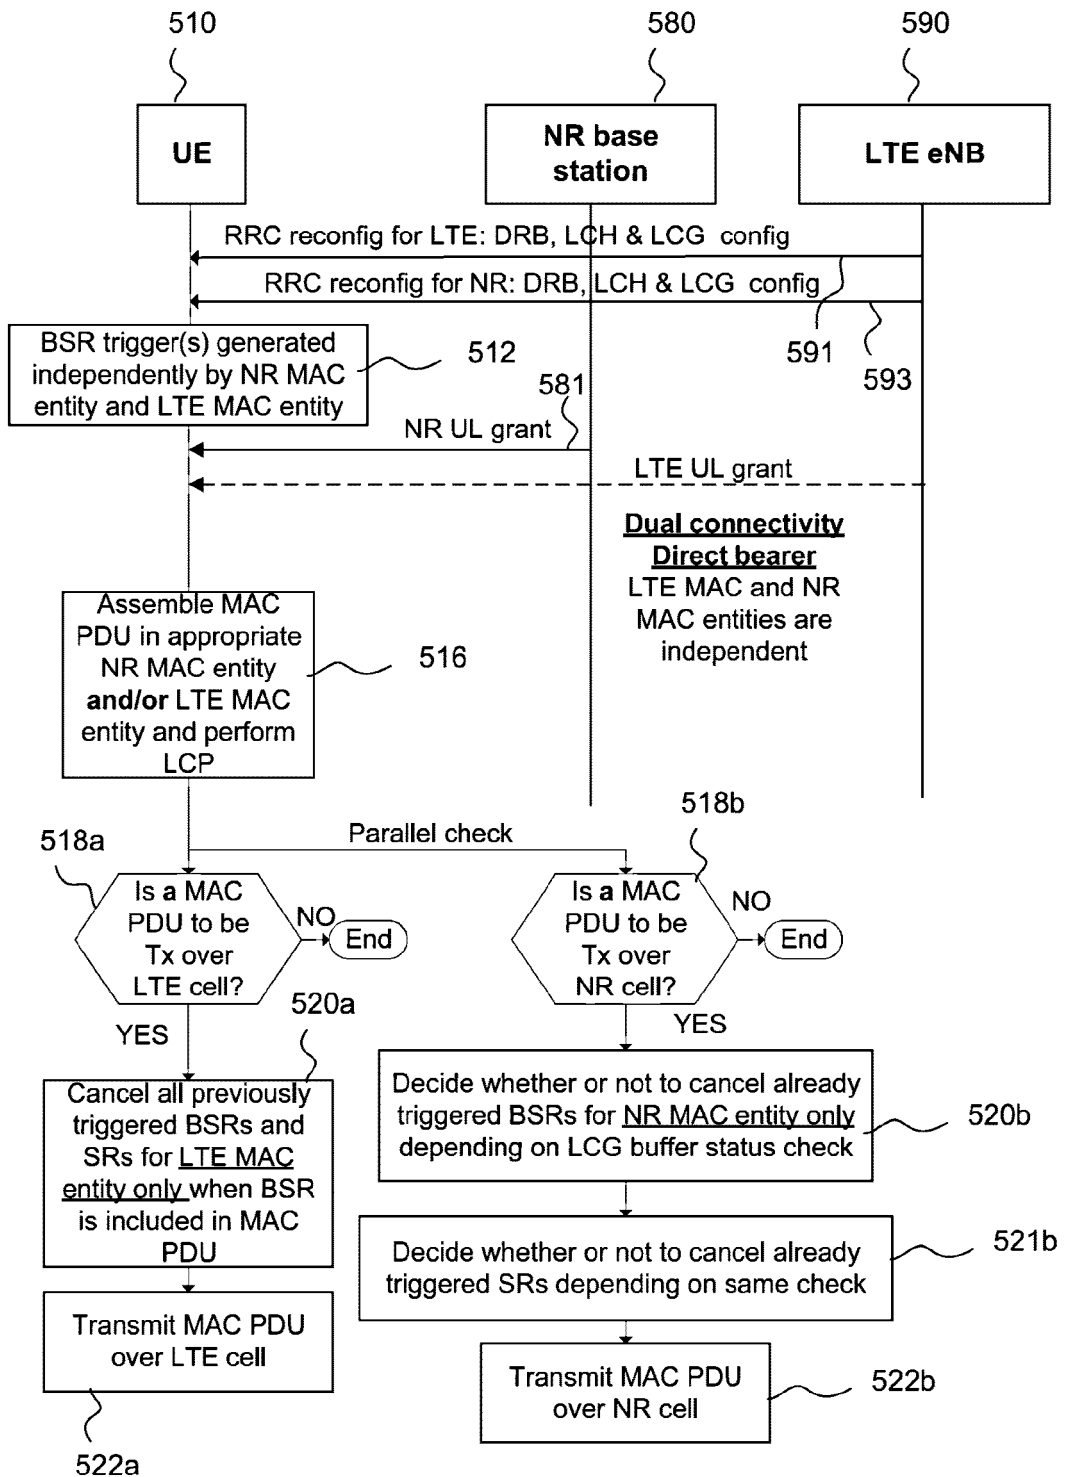 510
580
590
UE
NR base
station
LTE eNB
RRC reconfig for LTE: DRB, LCH & LCG config
RRC reconfig for NR: DRB, LCH & LCG config
591
593
BSR trigger(s) generated
independently by NR MAC
entity and LTE MAC entity
512
581
NR UL grant
LTE UL grant
Dual connectivity
Direct bearer
LTE MAC and NR
MAC entities are
independent
Assemble MAC
PDU in appropriate
NR MAC entity
and/or LTE MAC
entity and perform
LCP
516
518a
Parallel check
518b
Is a MAC
PDU to be
Tx over
LTE cell?
NO
End
Is a MAC
PDU to be
Tx over
NR cell?
NO
End
YES
520a
YES
Cancel all previously
triggered BSRs and
SRs for LTE MAC
entity only when BSR
is included in MAC
PDU
Decide whether or not to cancel already
triggered BSRs for NR MAC entity only
depending on LCG buffer status check
520b
Decide whether or not to cancel already
triggered SRs depending on same check
521b
Transmit MAC PDU
over LTE cell
522a
Transmit MAC PDU
over NR cell
522b